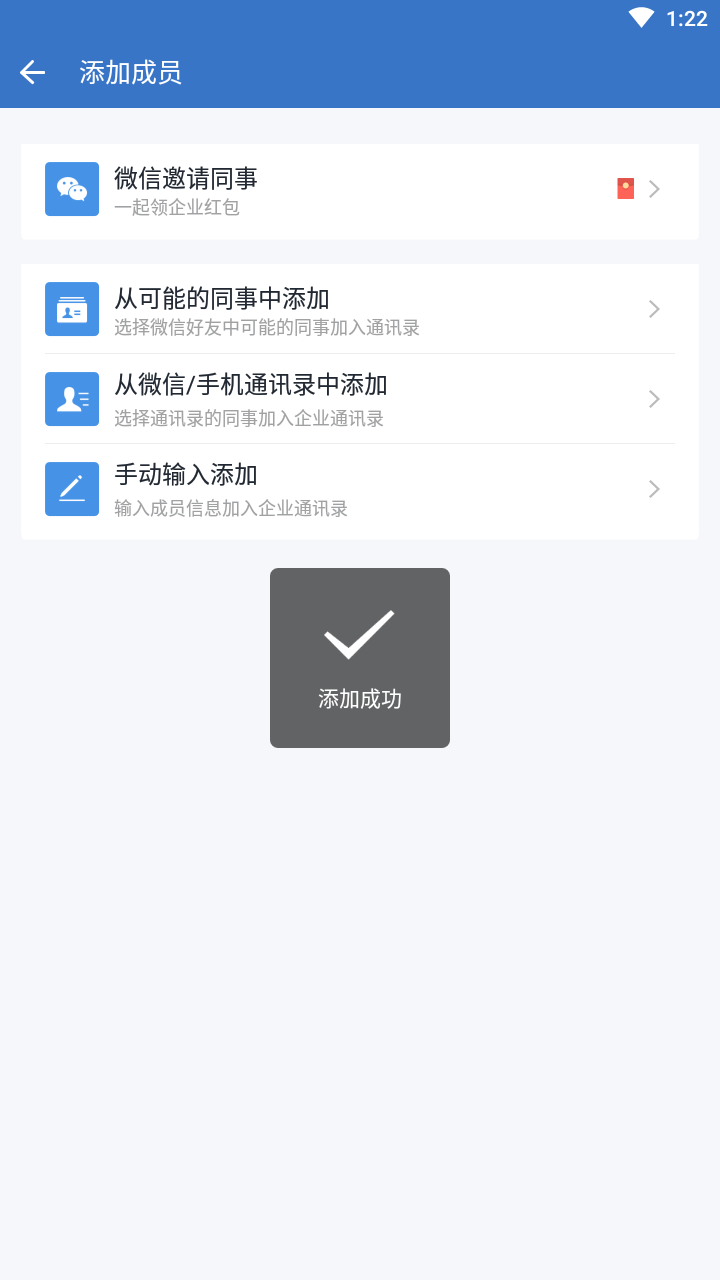 1:22
添加成员
微信邀请同事
一起领企业红包
从可能的同事中添加
选择微信好友中可能的同事加入通讯录
从微信/手机通讯录中添加
选择通讯录的同事加入企业通讯录
手动输入添加
输入成员信息加入企业通讯录
添加成功